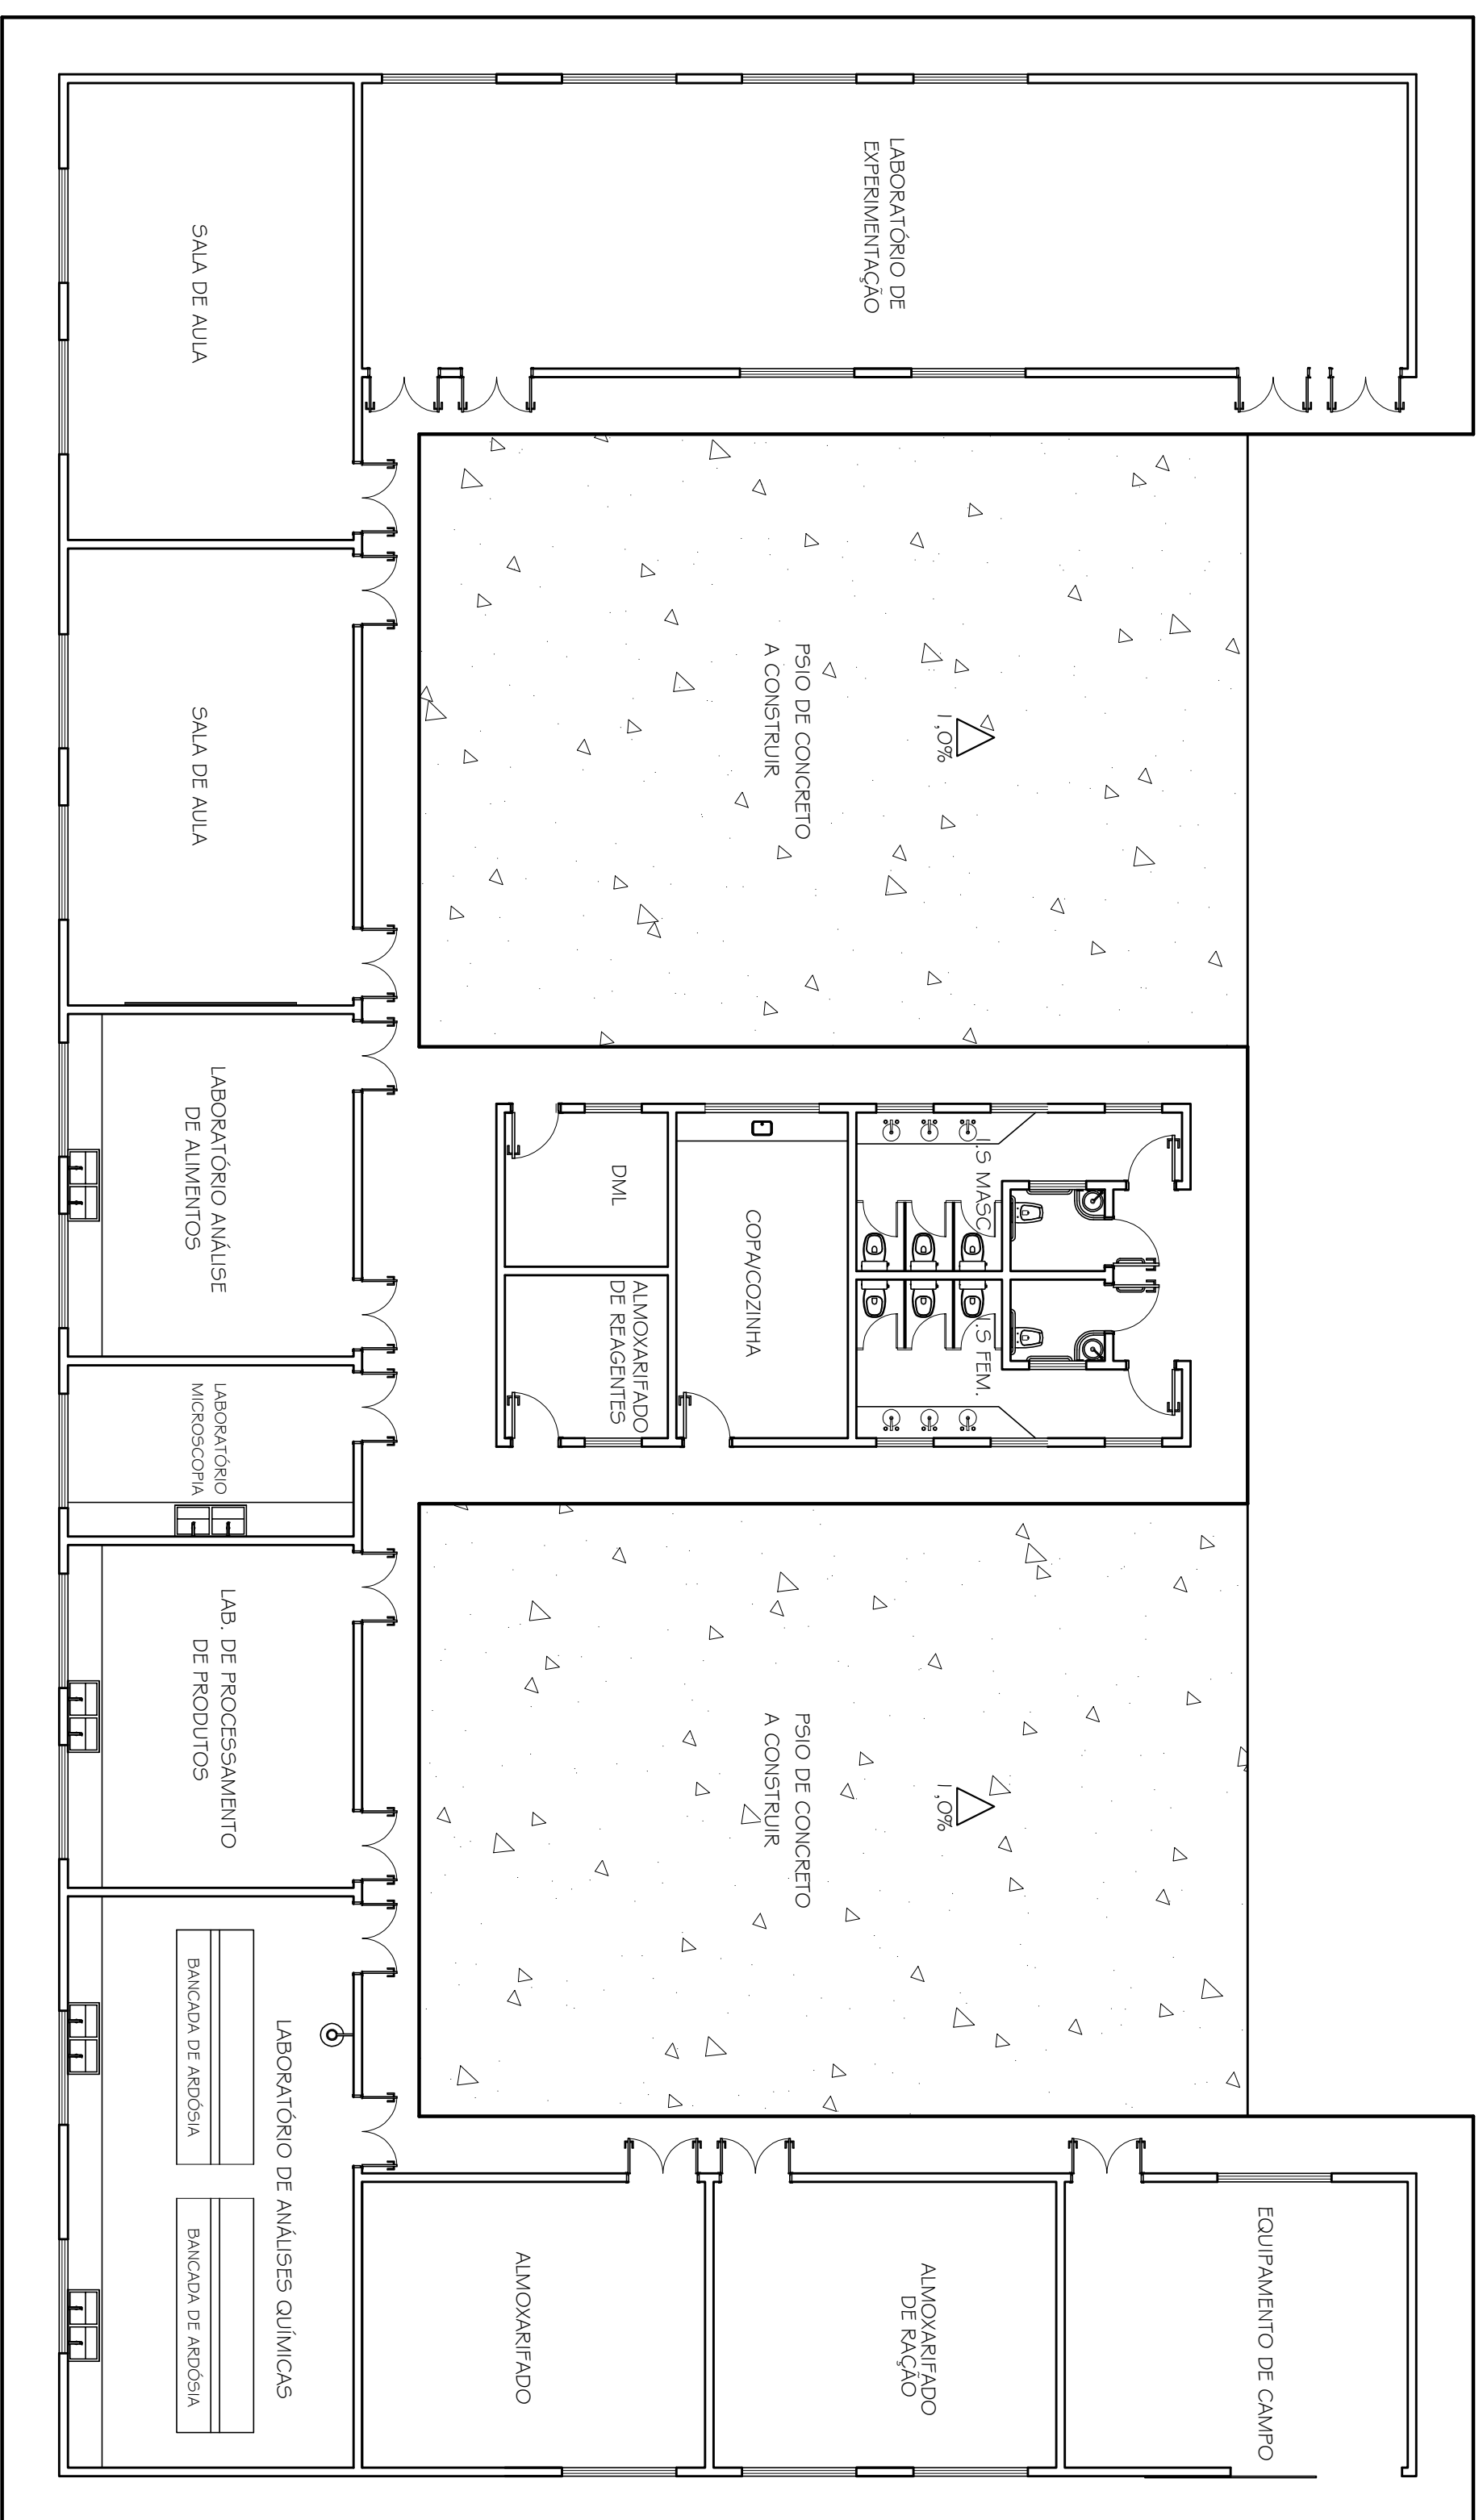 LABORATÓRIO DE
EXPERIMENTAÇÃO
SALA DE AULA
SALA DE AULA
PSIO DE CONCRETO
A CONSTRUIR
1,0%
LABORATÓRIO ANÁLISE
DE ALIMENTOS
I.S MASC
I.S FEM.
COPA/COZINHA
DML
ALMOXARIFADO
DE REAGENTES
LABORATÓRIO
MICROSCOPIA
LAB. DE PROCESSAMENTO
DE PRODUTOS
PSIO DE CONCRETO
A CONSTRUIR
1,0%
LABORATÓRIO DE ANÁLISES QUÍMICAS
BANCADA DE ARDÓSIA
BANCADA DE ARDÓSIA
EQUIPAMENTO DE CAMPO
ALMOXARIFADO
DE RAÇÃO
ALMOXARIFADO